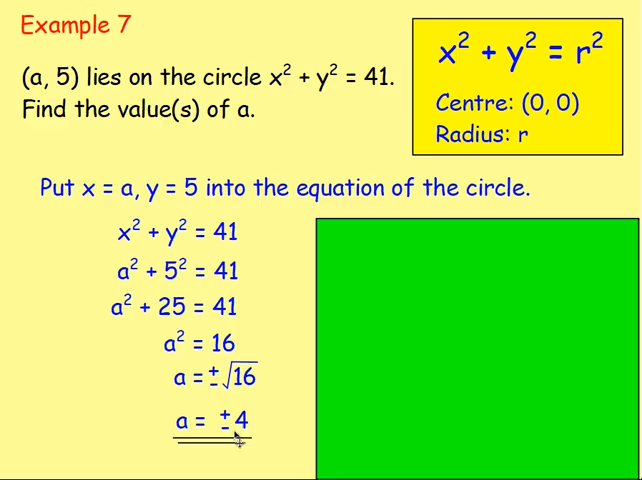 Example 7
(a, 5) lies on the circle x² + y² = 41.
Find the value(s) of a.
x² + y² = r²
Centre: (0, 0)
Radius: r
Put x = a, y = 5 into the equation of the circle.
x² + y² = 41
a² + 5² = 41
a² + 25 = 41
a² = 16
a = ±√16
a = ±4